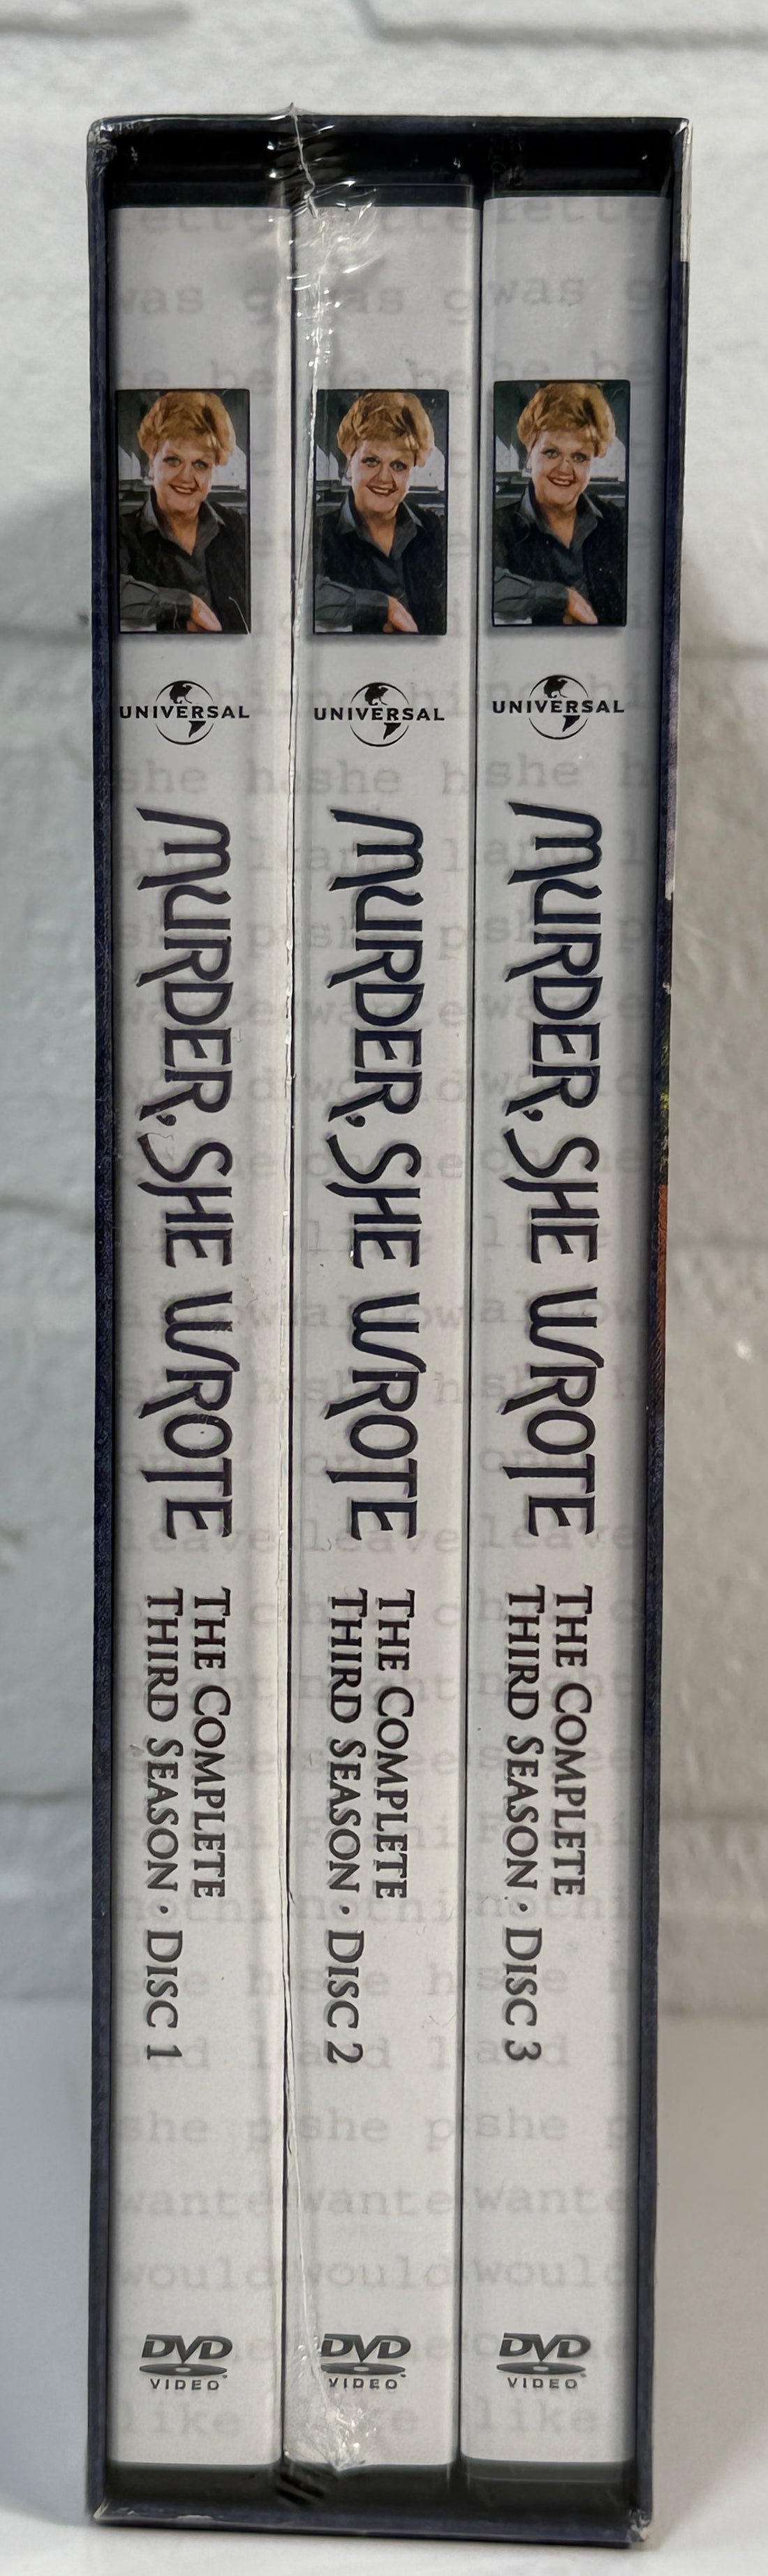 UNIVERSAL
MURDER, SHE WROTE
THE COMPLETE
THIRD SEASON · DISC 1
DVD
VIDEO
UNIVERSAL
MURDER, SHE WROTE
THE COMPLETE
THIRD SEASON · DISC 2
DVD
VIDEO
UNIVERSAL
MURDER, SHE WROTE
THE COMPLETE
THIRD SEASON · DISC 3
DVD
VIDEO